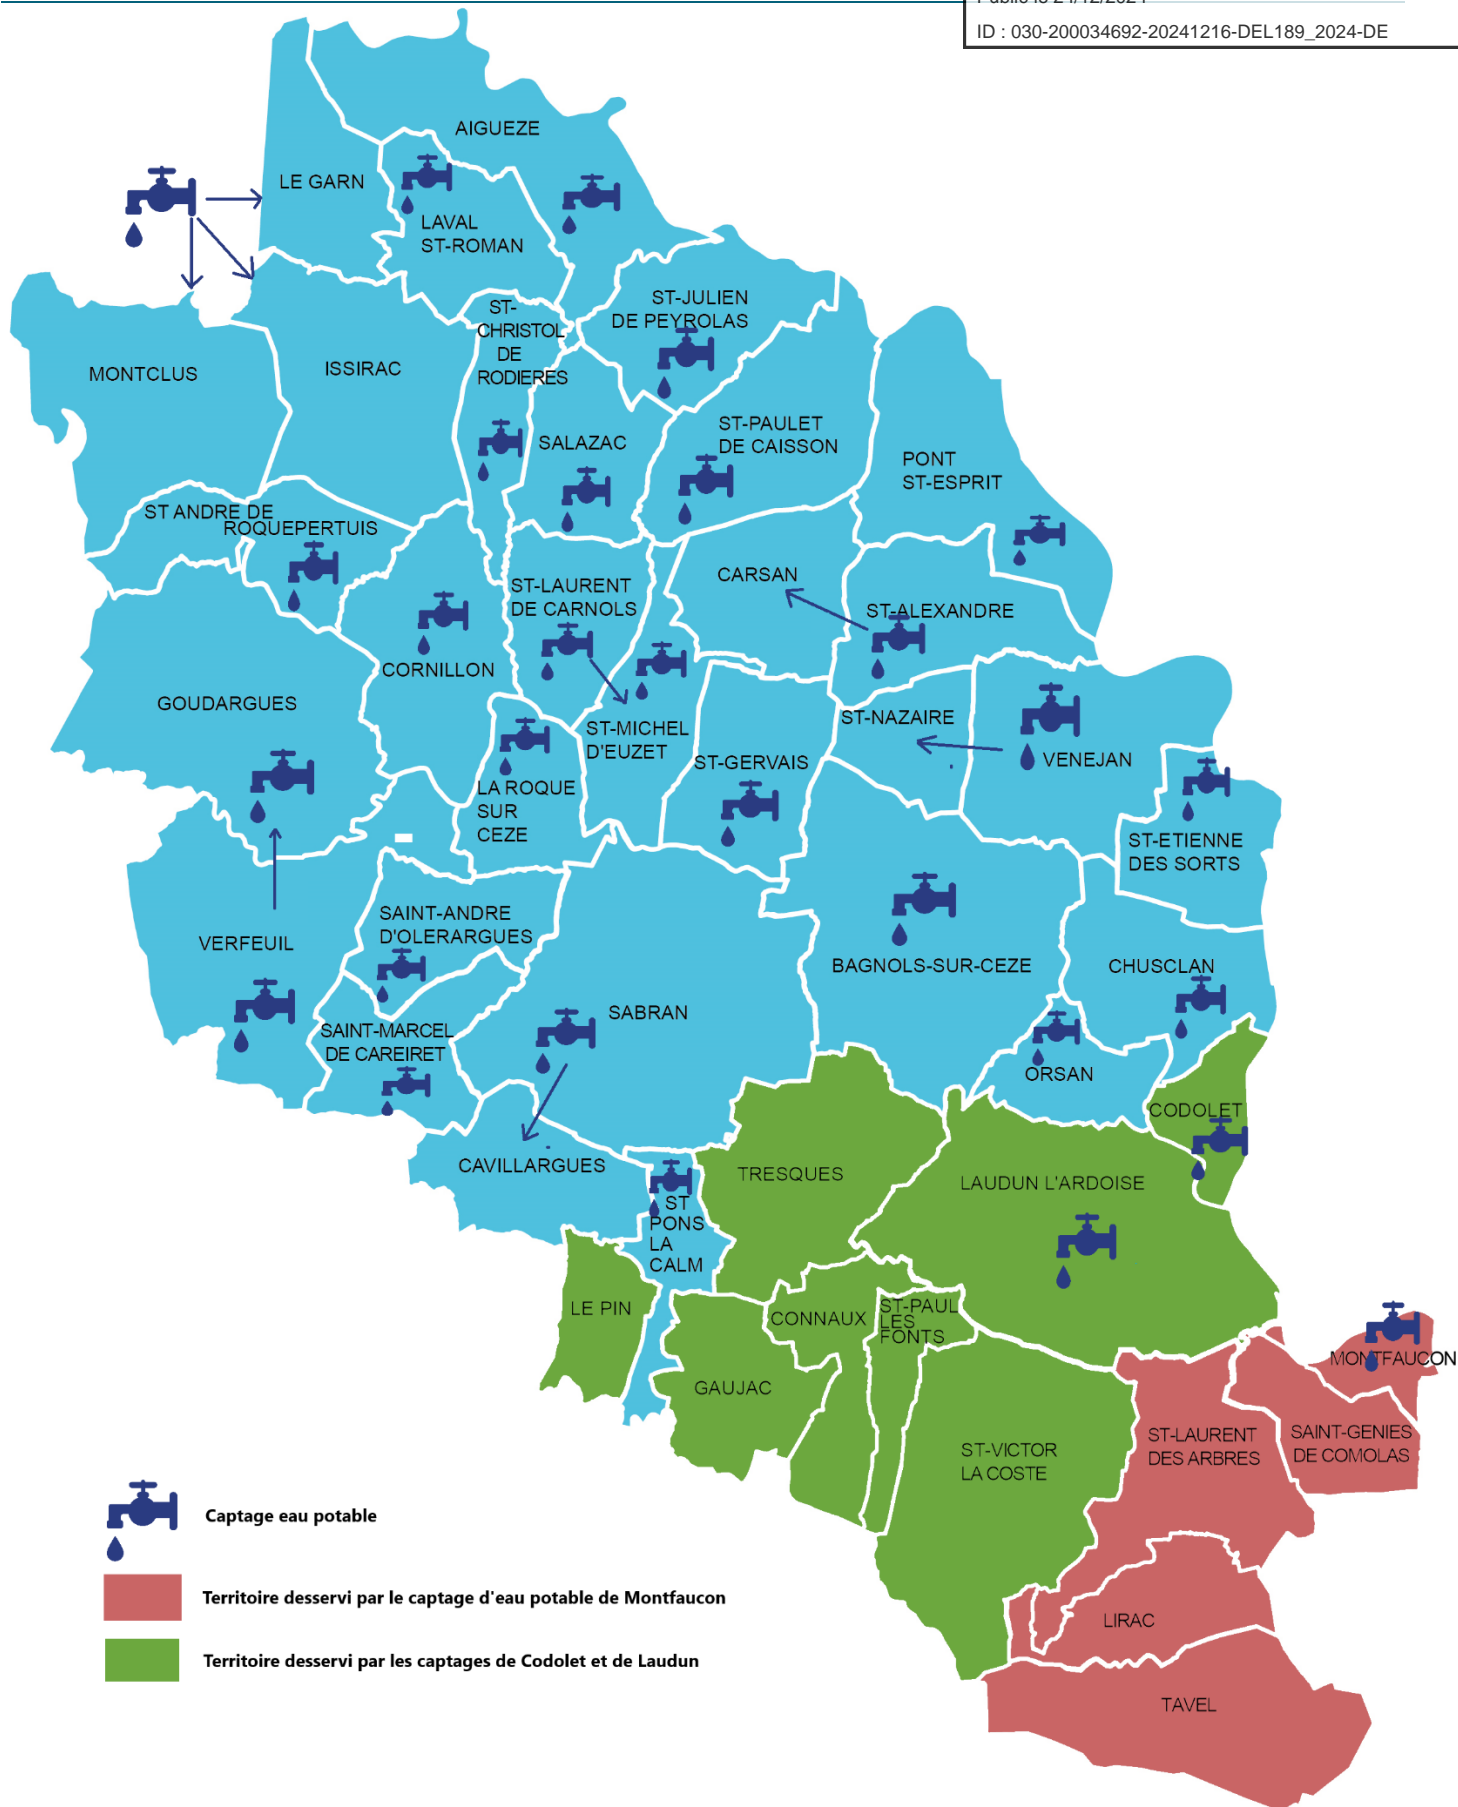 Publié le 24/12/2024
ID : 030-200034692-20241216-DEL189_2024-DE
AIGUEZE
LE GARN
LAVAL
ST-ROMAN
ST-JULIEN
DE PEYROLAS
ST-
CHRISTOL
DE
RODIERES
MONTCLUS
ISSIRAC
SALAZAC
ST-PAULET
DE CAISSON
PONT
ST-ESPRIT
ST ANDRE DE
ROQUEPERTUIS
CARSAN
ST-LAURENT
DE CARNOLS
ST-ALEXANDRE
CORNILLON
GOUDARGUES
ST-MICHEL
D'EUZET
ST-NAZAIRE
ST-GERVAIS
VENEJAN
LA ROQUE
SUR
CEZE
ST-ETIENNE
DES SORTS
SAINT-ANDRE
D'OLERARGUES
VERFEUIL
BAGNOLS-SUR-CEZE
CHUSCLAN
SABRAN
SAINT-MARCEL
DE CAREIRET
ORSAN
CODOLET
CAVILLARGUES
TRESQUES
LAUDUN L'ARDOISE
ST
PONS
LA
CALM
LE PIN
CONNAUX
ST-PAUL
LES
FONTS
MONTFAUCON
GAUJAC
ST-VICTOR
LA COSTE
ST-LAURENT
DES ARBRES
SAINT-GENIES
DE COMOLAS
LIRAC
TAVEL
Captage eau potable
Territoire desservi par le captage d'eau potable de Montfaucon
Territoire desservi par les captages de Codolet et de Laudun